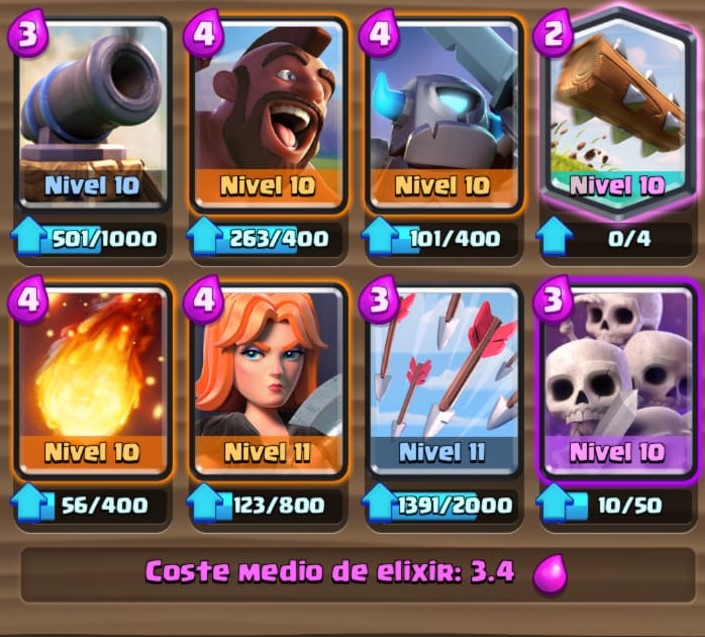 3 4 4 2
Nivel 10 Nivel 10 Nivel 10 Nivel 10
501/1000 263/400 101/400 0/4
4 4 3 3
Nivel 10 Nivel 11 Nivel 11 Nivel 10
56/400 123/800 1391/2000 10/50
Coste medio de elixir: 3.4